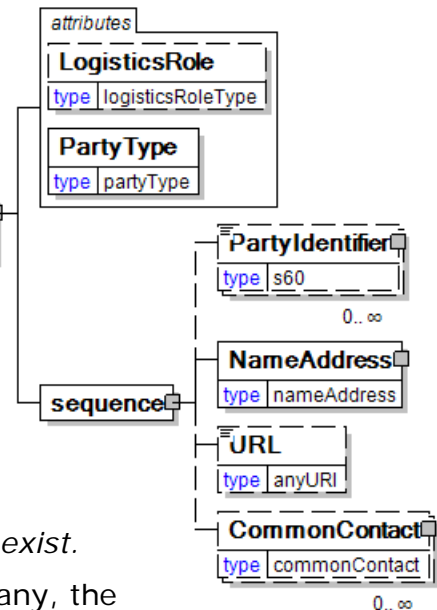 attributes
LogisticsRole
type logisticsRoleType
PartyType
type partyType
PartyIdentifier
type s60
0.. ∞
NameAddress
type nameAddress
sequence
URL
type anyURI
CommonContact
type commonContact
0.. ∞
exist.
any, the